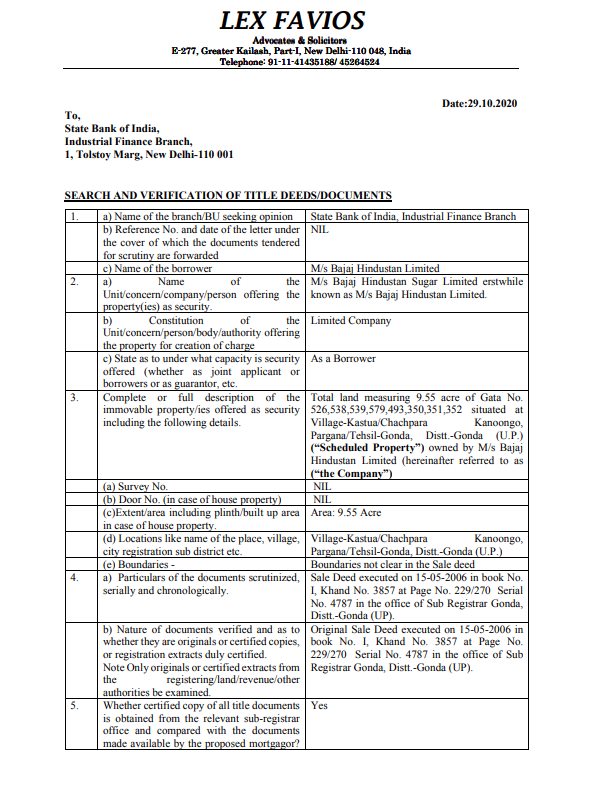 LEX FAVIOS
Advocates & Solicitors
E-277, Greater Kailash, Part-I, New Delhi-110 048, India
Telephone: 91-11-41435188/ 45264524
Date:29.10.2020
To,
State Bank of India,
Industrial Finance Branch,
1, Tolstoy Marg, New Delhi-110 001
SEARCH AND VERIFICATION OF TITLE DEEDS/DOCUMENTS
1.
a) Name of the branch/BU seeking opinion
State Bank of India, Industrial Finance Branch
b) Reference No. and date of the letter under
the cover of which the documents tendered
for scrutiny are forwarded
NIL
c) Name of the borrower
M/s Bajaj Hindustan Limited
2.
a) Name of the
Unit/concern/company/person offering the
property(ies) as security.
M/s Bajaj Hindustan Sugar Limited erstwhile
known as M/s Bajaj Hindustan Limited.
b) Constitution of the
Unit/concern/person/body/authority offering
the property for creation of charge
Limited Company
c) State as to under what capacity is security
offered (whether as joint applicant or
borrowers or as guarantor, etc.
As a Borrower
3.
Complete or full description of the
immovable property/ies offered as security
including the following details.
Total land measuring 9.55 acre of Gata No.
526,538,539,579,493,350,351,352 situated at
Village-Kastua/Chachpara Kanoongo,
Pargana/Tehsil-Gonda, Distt.-Gonda (U.P.)
(“Scheduled Property”) owned by M/s Bajaj
Hindustan Limited (hereinafter referred to as
(“the Company”)
(a) Survey No.
NIL
(b) Door No. (in case of house property)
NIL
(c)Extent/area including plinth/built up area
in case of house property.
Area: 9.55 Acre
(d) Locations like name of the place, village,
city registration sub district etc.
Village-Kastua/Chachpara Kanoongo,
Pargana/Tehsil-Gonda, Distt.-Gonda (U.P.)
(e) Boundaries -
Boundaries not clear in the Sale deed
4.
a) Particulars of the documents scrutinized,
serially and chronologically.
Sale Deed executed on 15-05-2006 in book No.
I, Khand No. 3857 at Page No. 229/270 Serial
No. 4787 in the office of Sub Registrar Gonda,
Distt.-Gonda (UP).
b) Nature of documents verified and as to
whether they are originals or certified copies,
or registration extracts duly certified.
Note Only originals or certified extracts from
the registering/land/revenue/other
authorities be examined.
Original Sale Deed executed on 15-05-2006 in
book No. I, Khand No. 3857 at Page No.
229/270 Serial No. 4787 in the office of Sub
Registrar Gonda, Distt.-Gonda (UP).
5.
Whether certified copy of all title documents
is obtained from the relevant sub-registrar
office and compared with the documents
made available by the proposed mortgagor?
Yes